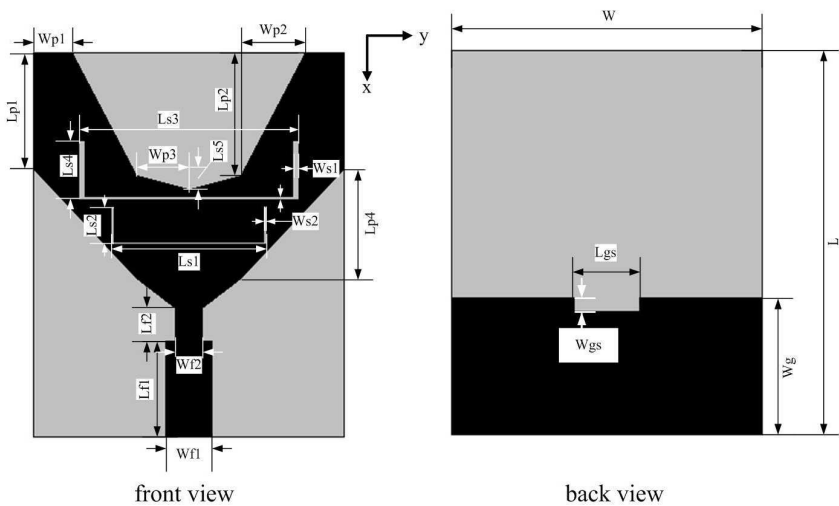 Wp1
Wp2
y
x
W
Lp1
Lp2
Ls3
Wp3
Ls5
Ls4
Ws1
Ls2
Ws2
Lp4
Ls1
Lf2
Wf2
Lf1
Wf1
L
Lgs
Wgs
Wg
front view
back view